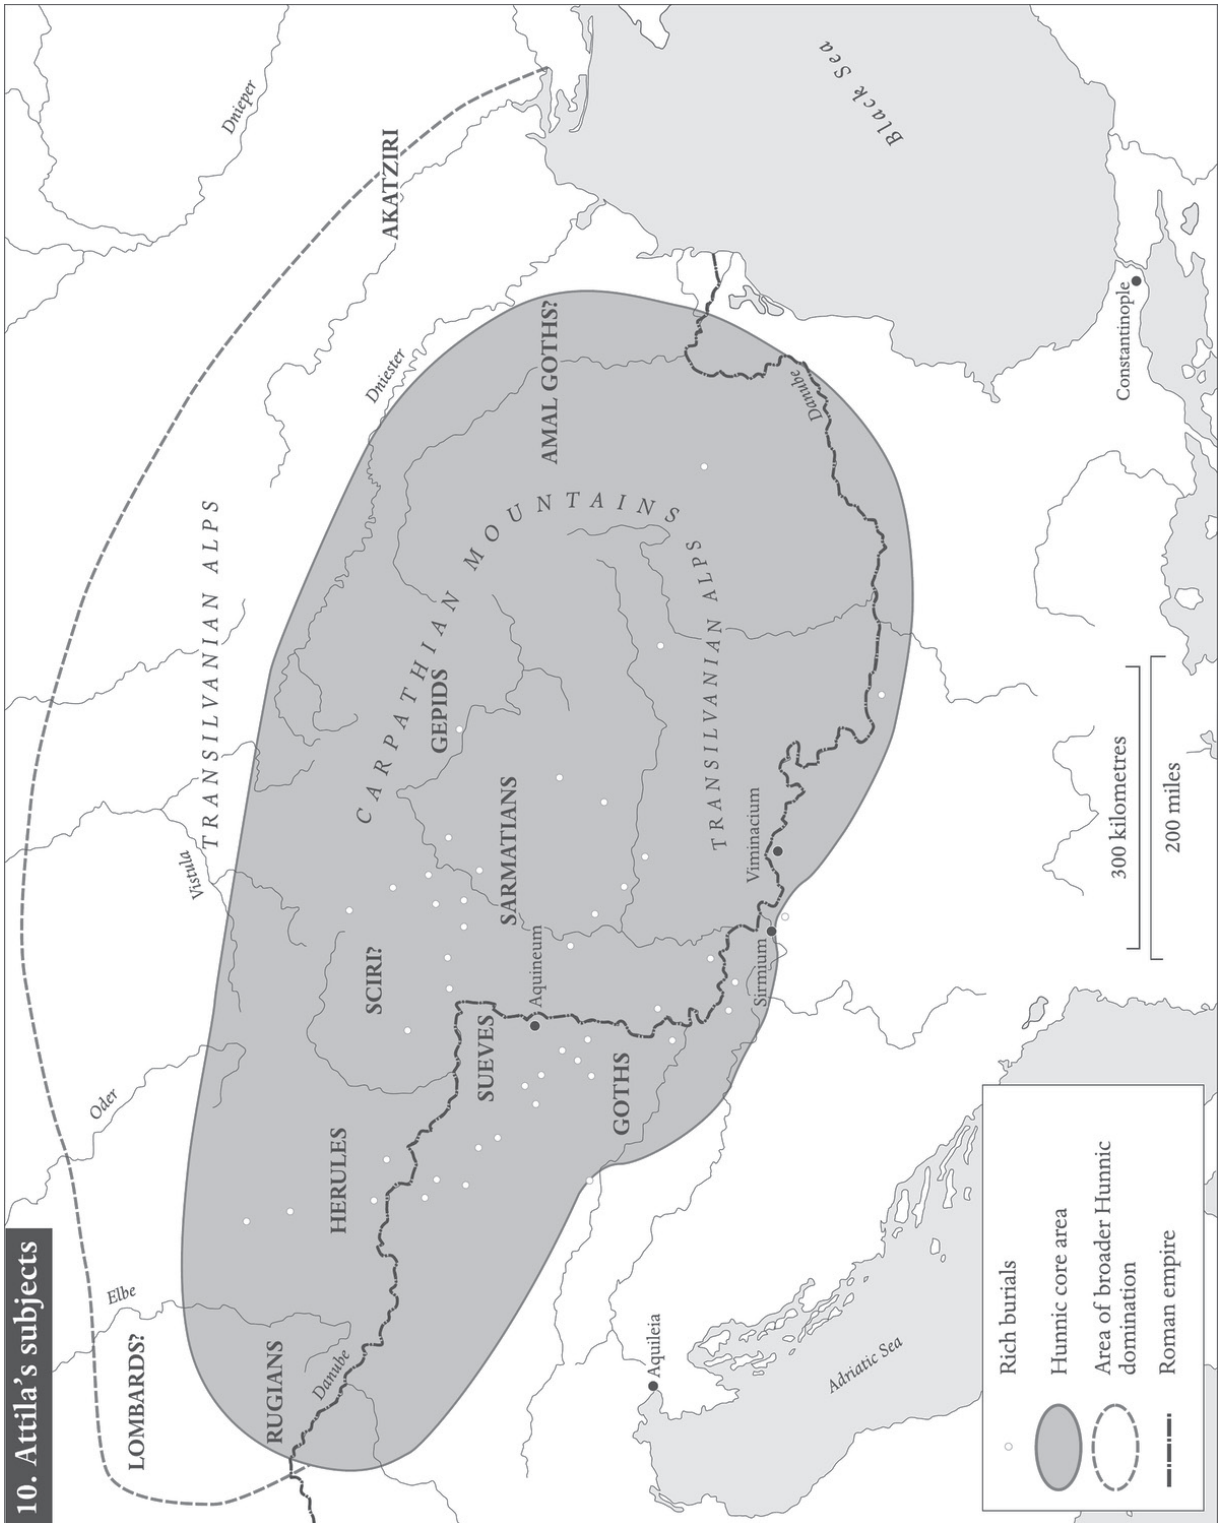 10. Attila's subjects
LOMBARDS?
Elbe
Oder
Vistula
TRANSILVANIAN ALPS
Dnieper
AKATZIRI
Dniester
RUGIANS
Danube
HERULES
SCIRI?
CARPATHIAN MOUNTAINS
GEPIDS
AMAL GOTHS?
SUEVES
SARMATIANS
Aquineum
GOTHS
TRANSILVANIAN ALPS
Danube
Black Sea
Viminacium
Sirmium
Aquileia
Adriatic Sea
Constantinople
Rich burials
Hunnic core area
Area of broader Hunnic
domination
Roman empire
300 kilometres
200 miles